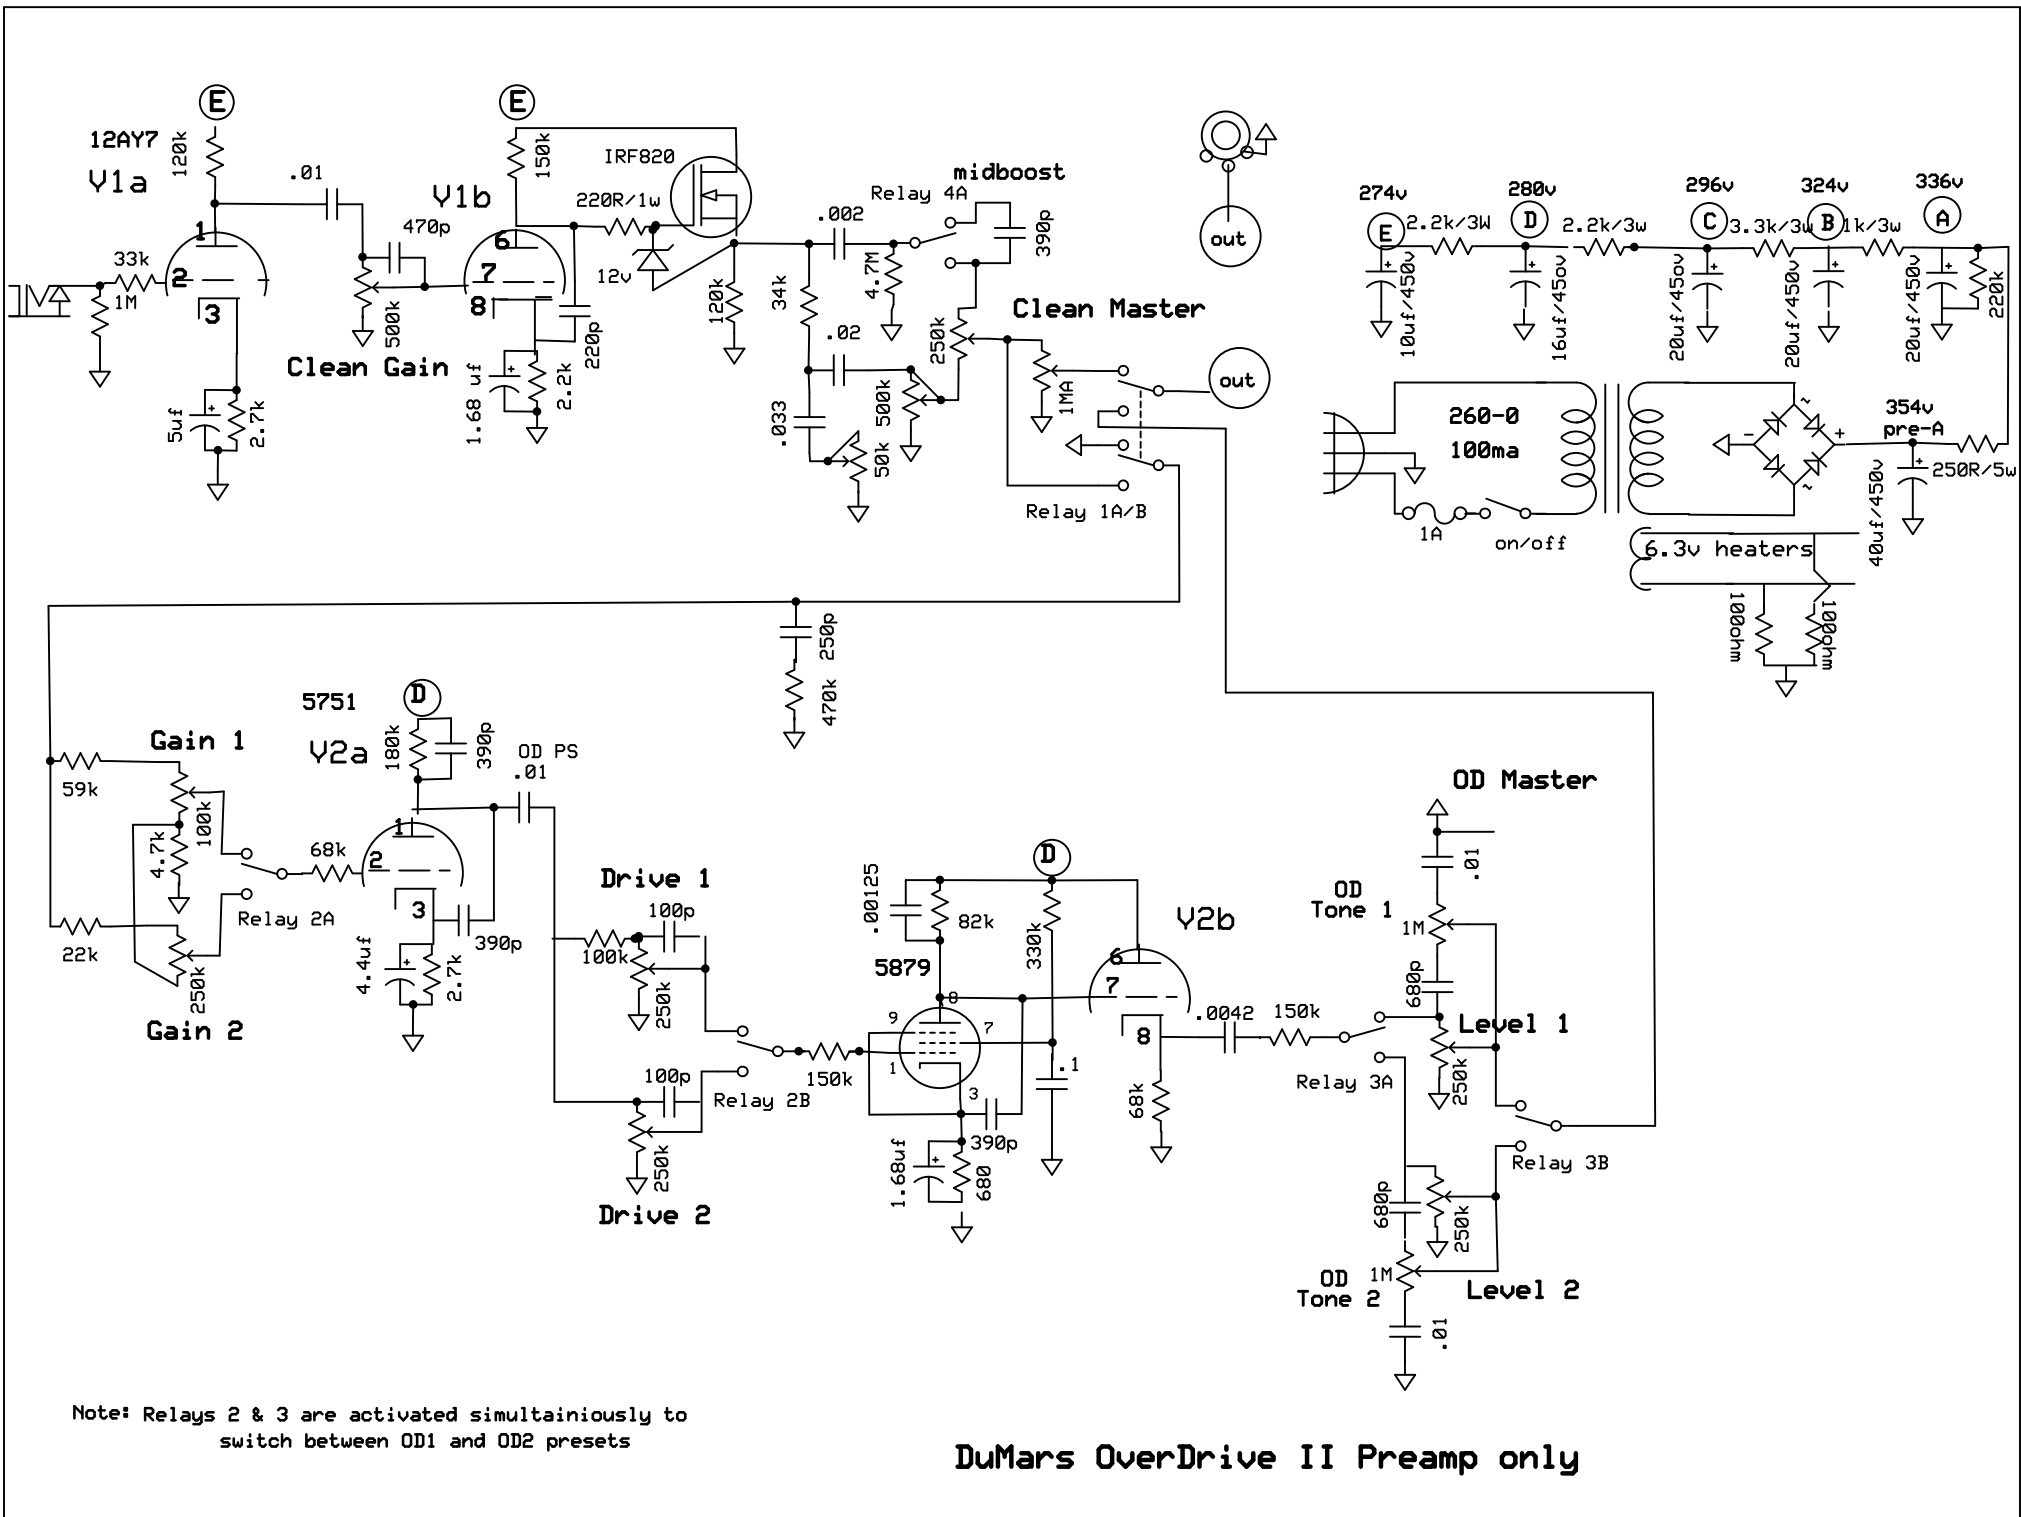 E
12AY7
V1a
120k
1
2
3
33k
1M
5uf
+
2.7k
.01
470p
500k
Clean Gain
E
V1b
150k
6
7
8
1.68 uf
+
2.2k
220p
IRF820
220R/1w
12v
120k
34k
.002
4.7M
Relay 4A
midboost
390p
.02
.033
50k
500k
250k
Clean Master
1MA
Relay 1A/B
out
out
274v
E
2.2k/3W
280v
D
2.2k/3w
296v
C
3.3k/3w
324v
B
1k/3w
336v
A
+
10uf/450v
+
16uf/45ov
+
20uf/45ov
+
20uf/450v
+
20uf/450v
220k
260-0
100ma
1A
on/off
~
-
+
~
354v
pre-A
250R/5w
+
40uf/450v
6.3v heaters
100ohm
100ohm
250p
470k
5751
V2a
D
180k
390p
OD PS
.01
Gain 1
59k
100k
4.7k
22k
250k
Gain 2
Relay 2A
68k
1
2
3
390p
4.4uf
+
2.7k
Drive 1
100p
100k
250k
100p
250k
Drive 2
Relay 2B
150k
D
.00125
82k
330k
5879
8
9
7
1
3
390p
1.68uf
+
680
.1
V2b
6
7
8
68k
.0042
150k
Relay 3A
OD Master
.01
OD
Tone 1
1M
680p
Level 1
250k
Relay 3B
680p
250k
Level 2
OD
Tone 2
1M
.01
Note: Relays 2 & 3 are activated simultainiously to
switch between OD1 and OD2 presets
DuMars OverDrive II Preamp only